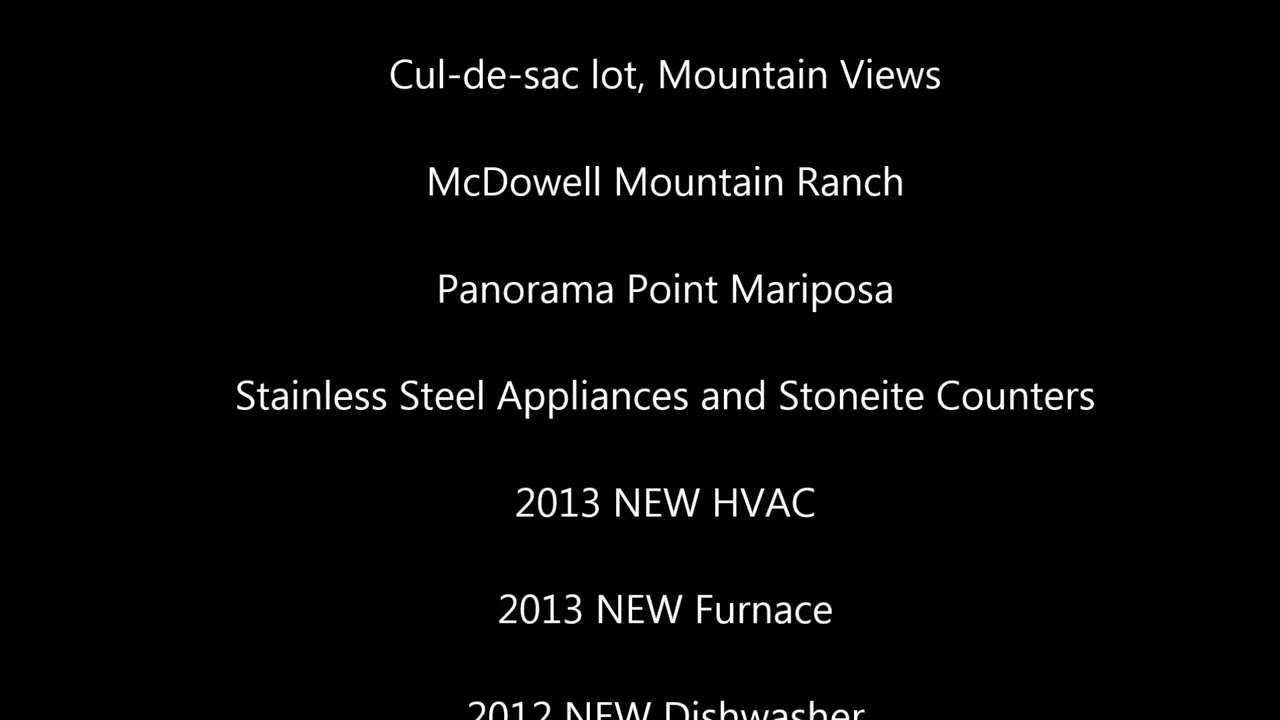 Cul-de-sac lot, Mountain Views
McDowell Mountain Ranch
Panorama Point Mariposa
Stainless Steel Appliances and Stoneite Counters
2013 NEW HVAC
2013 NEW Furnace
2012 NEW Dishwasher